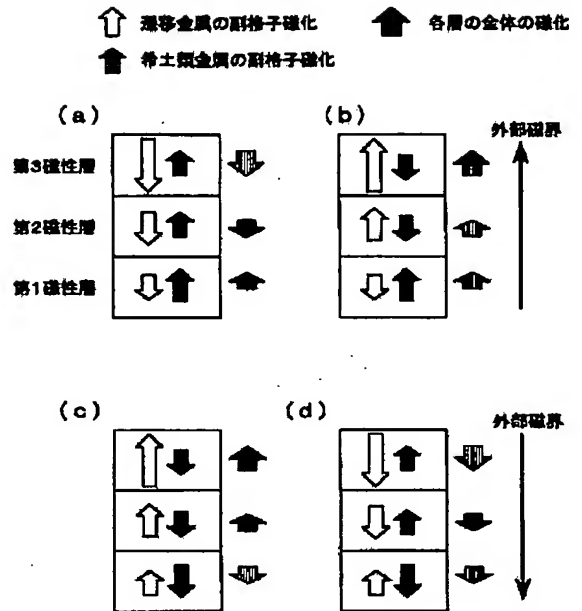 遷移金属の副格子磁化 各層の全体の磁化
希土類金属の副格子磁化
(a) (b) 外部磁界
第3磁性層
第2磁性層
第1磁性層
(c) (d) 外部磁界